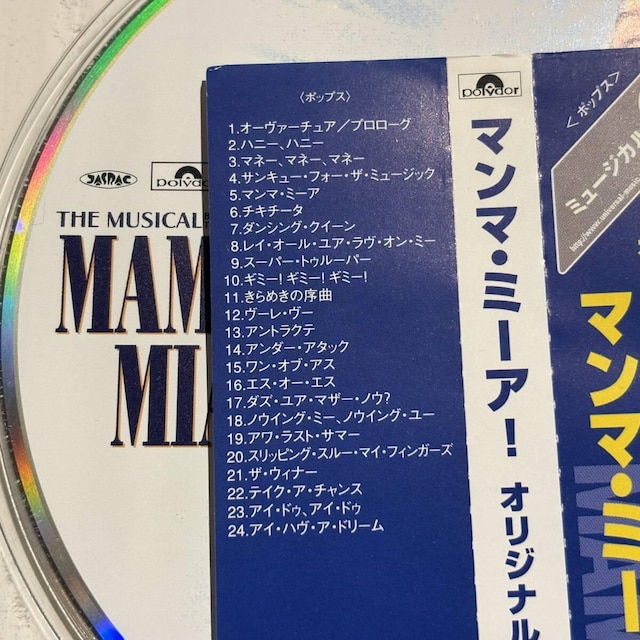 JASRAC
polydor
THE MUSICAL
MAM
MI
〈ポップス〉
1.オーヴァーチュア／プロローグ
2.ハニー、ハニー
3.マネー、マネー、マネー
4.サンキュー・フォー・ザ・ミュージック
5.マンマ・ミーア
6.チキチータ
7.ダンシング・クイーン
8.レイ・オール・ユア・ラヴ・オン・ミー
9.スーパー・トゥルーパー
10.ギミー！ギミー！ギミー！
11.きらめきの序曲
12.ヴーレ・ヴー
13.アントラクテ
14.アンダー・アタック
15.ワン・オブ・アス
16.エス・オー・エス
17.ダズ・ユア・マザー・ノウ？
18.ノウイング・ミー、ノウイング・ユー
19.アワ・ラスト・サマー
20.スリッピング・スルー・マイ・フィンガーズ
21.ザ・ウィナー
22.テイク・ア・チャンス
23.アイ・ドゥ、アイ・ドゥ
24.アイ・ハヴ・ア・ドリーム
polydor
マンマ・ミーア！ オリジナル
〈ポップス〉
ミュージカル
マンマ・ミー
MAN